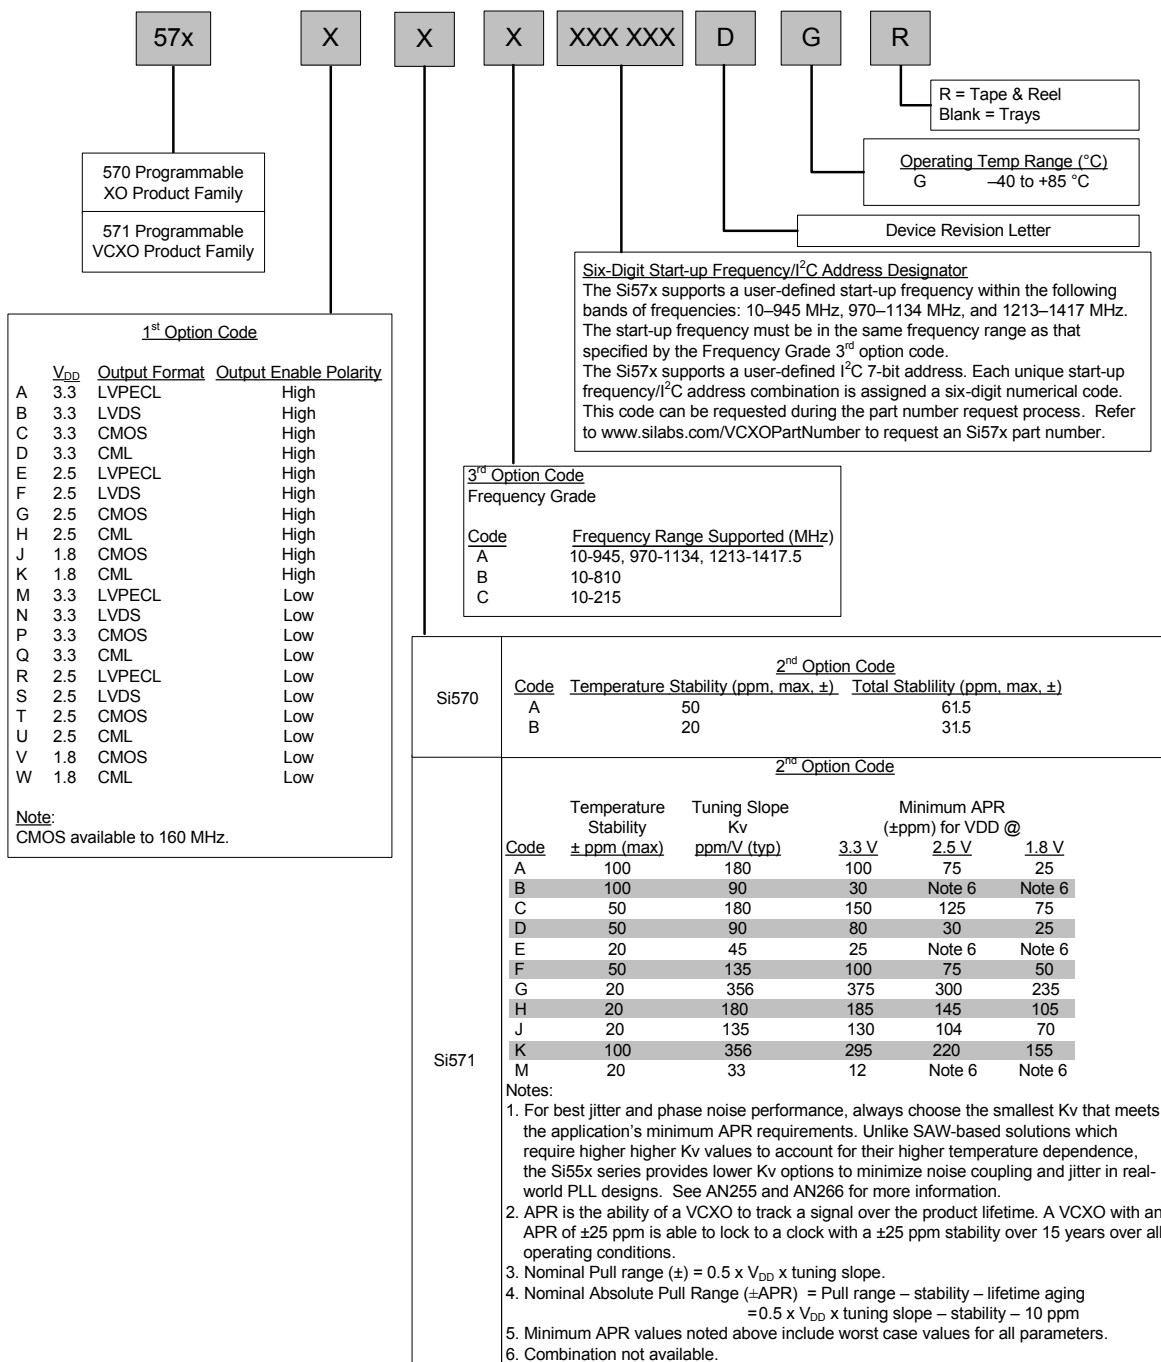 57x X X X XXX XXX D G R
R = Tape & Reel
Blank = Trays
Operating Temp Range (°C)
G –40 to +85 °C
Device Revision Letter
570 Programmable
XO Product Family
571 Programmable
VCXO Product Family
Six-Digit Start-up Frequency/I²C Address Designator
The Si57x supports a user-defined start-up frequency within the following
bands of frequencies: 10–945 MHz, 970–1134 MHz, and 1213–1417 MHz.
The start-up frequency must be in the same frequency range as that
specified by the Frequency Grade 3rd option code.
The Si57x supports a user-defined I²C 7-bit address. Each unique start-up
frequency/I²C address combination is assigned a six-digit numerical code.
This code can be requested during the part number request process. Refer
to www.silabs.com/VCXOPartNumber to request an Si57x part number.
1st Option Code
VDD Output Format Output Enable Polarity
A 3.3 LVPECL High
B 3.3 LVDS High
C 3.3 CMOS High
D 3.3 CML High
E 2.5 LVPECL High
F 2.5 LVDS High
G 2.5 CMOS High
H 2.5 CML High
J 1.8 CMOS High
K 1.8 CML High
M 3.3 LVPECL Low
N 3.3 LVDS Low
P 3.3 CMOS Low
Q 3.3 CML Low
R 2.5 LVPECL Low
S 2.5 LVDS Low
T 2.5 CMOS Low
U 2.5 CML Low
V 1.8 CMOS Low
W 1.8 CML Low
Note:
CMOS available to 160 MHz.
3rd Option Code
Frequency Grade
Code Frequency Range Supported (MHz)
A 10-945, 970-1134, 1213-1417.5
B 10-810
C 10-215
Si570
2nd Option Code
Code Temperature Stability (ppm, max, ±) Total Stablility (ppm, max, ±)
A 50 61.5
B 20 31.5
Si571
2nd Option Code
Temperature Tuning Slope Minimum APR
Stability Kv (±ppm) for VDD @
Code ± ppm (max) ppm/V (typ) 3.3 V 2.5 V 1.8 V
A 100 180 100 75 25
B 100 90 30 Note 6 Note 6
C 50 180 150 125 75
D 50 90 80 30 25
E 20 45 25 Note 6 Note 6
F 50 135 100 75 50
G 20 356 375 300 235
H 20 180 185 145 105
J 20 135 130 104 70
K 100 356 295 220 155
M 20 33 12 Note 6 Note 6
Notes:
1. For best jitter and phase noise performance, always choose the smallest Kv that meets
the application's minimum APR requirements. Unlike SAW-based solutions which
require higher higher Kv values to account for their higher temperature dependence,
the Si55x series provides lower Kv options to minimize noise coupling and jitter in real-
world PLL designs. See AN255 and AN266 for more information.
2. APR is the ability of a VCXO to track a signal over the product lifetime. A VCXO with an
APR of ±25 ppm is able to lock to a clock with a ±25 ppm stability over 15 years over all
operating conditions.
3. Nominal Pull range (±) = 0.5 x VDD x tuning slope.
4. Nominal Absolute Pull Range (±APR) = Pull range – stability – lifetime aging
= 0.5 x VDD x tuning slope – stability – 10 ppm
5. Minimum APR values noted above include worst case values for all parameters.
6. Combination not available.